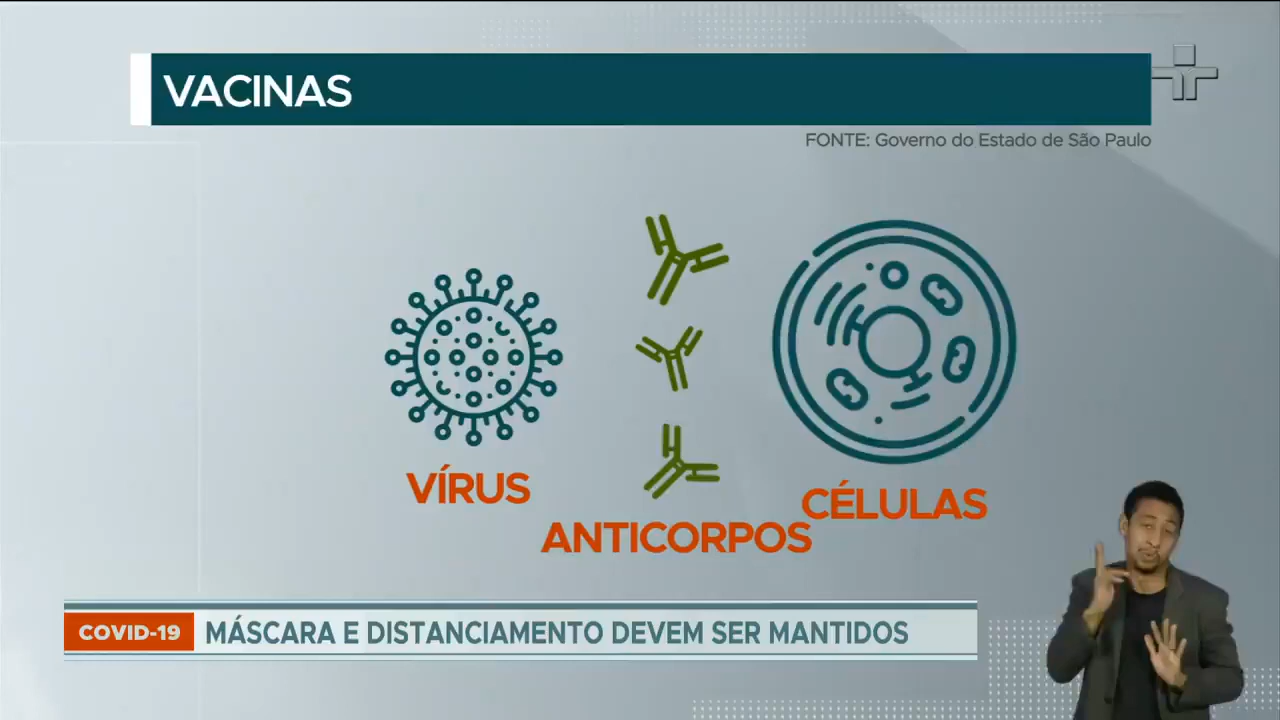 VACINAS
FONTE: Governo do Estado de São Paulo
VÍRUS
ANTICORPOS
CÉLULAS
COVID-19 MÁSCARA E DISTANCIAMENTO DEVEM SER MANTIDOS